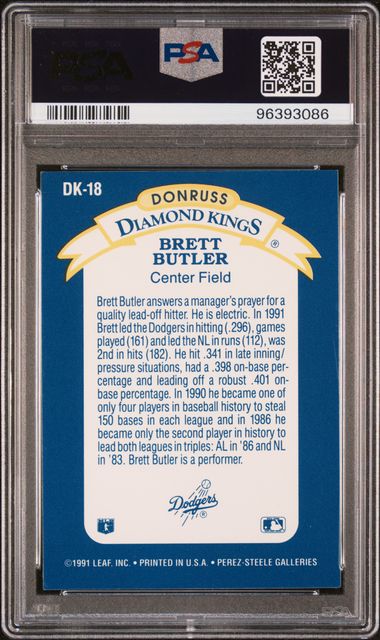 PSA
PSA
96393086
DK-18
DONRUSS
DIAMOND KINGS
®
BRETT
BUTLER
Center Field
Brett Butler answers a manager's prayer for a
quality lead-off hitter. He is electric. In 1991
Brett led the Dodgers in hitting (.296), games
played (161) and led the NL in runs (112), was
2nd in hits (182). He hit .341 in late inning/
pressure situations, had a .398 on-base per-
centage and leading off a robust .401 on-
base percentage. In 1990 he became one of
only four players in baseball history to steal
150 bases in each league and in 1986 he
became only the second player in history to
lead both leagues in triples: AL in '86 and NL
in '83. Brett Butler is a performer.
Dodgers
®
©1991 LEAF, INC. • PRINTED IN U.S.A. • PEREZ-STEELE GALLERIES
PSA